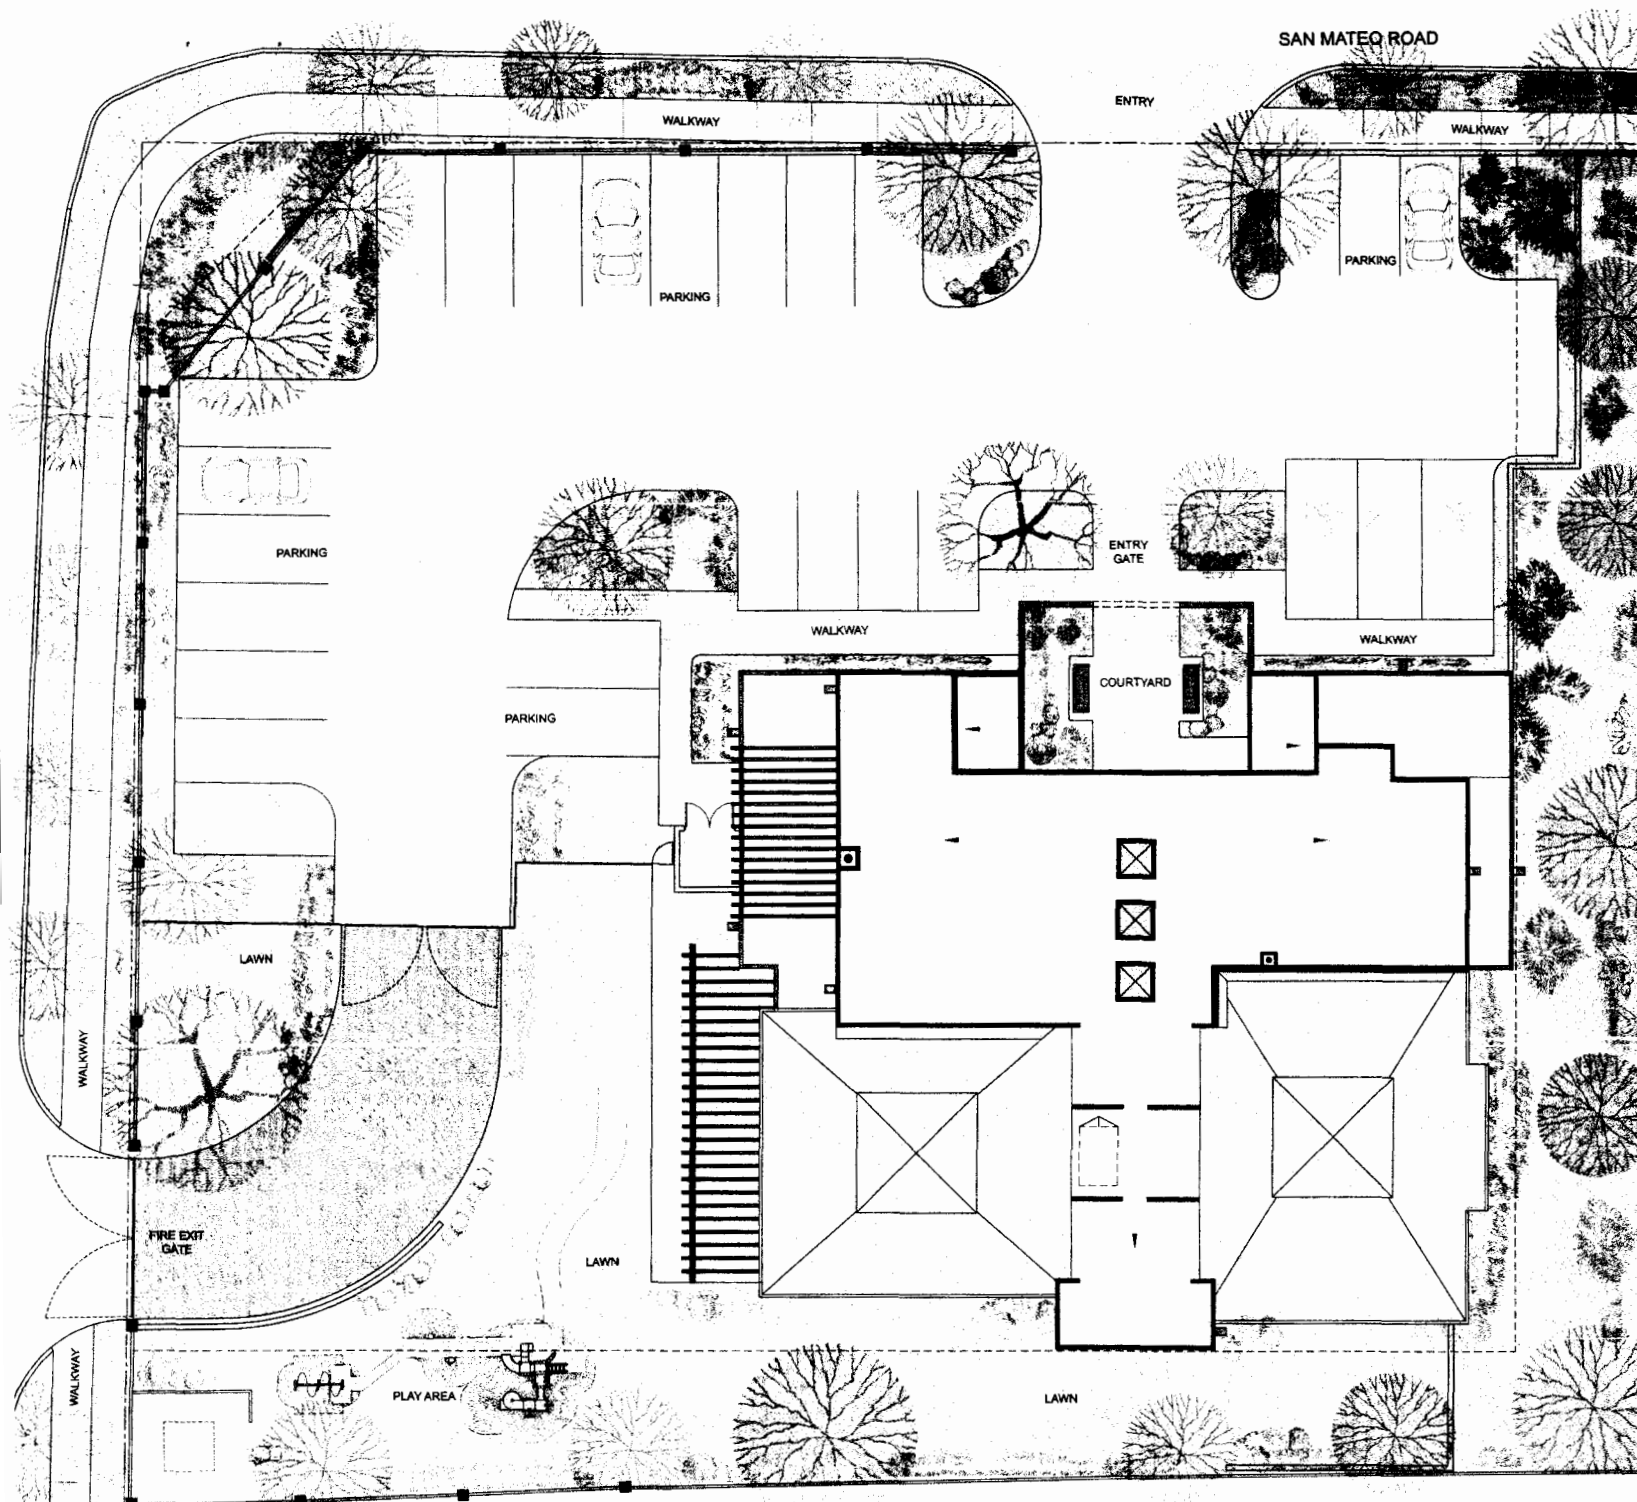 SAN MATEO ROAD
ENTRY
WALKWAY
WALKWAY
PARKING
PARKING
PARKING
ENTRY
GATE
WALKWAY
WALKWAY
COURTYARD
PARKING
LAWN
WALKWAY
FIRE EXIT
GATE
LAWN
WALKWAY
PLAY AREA
LAWN